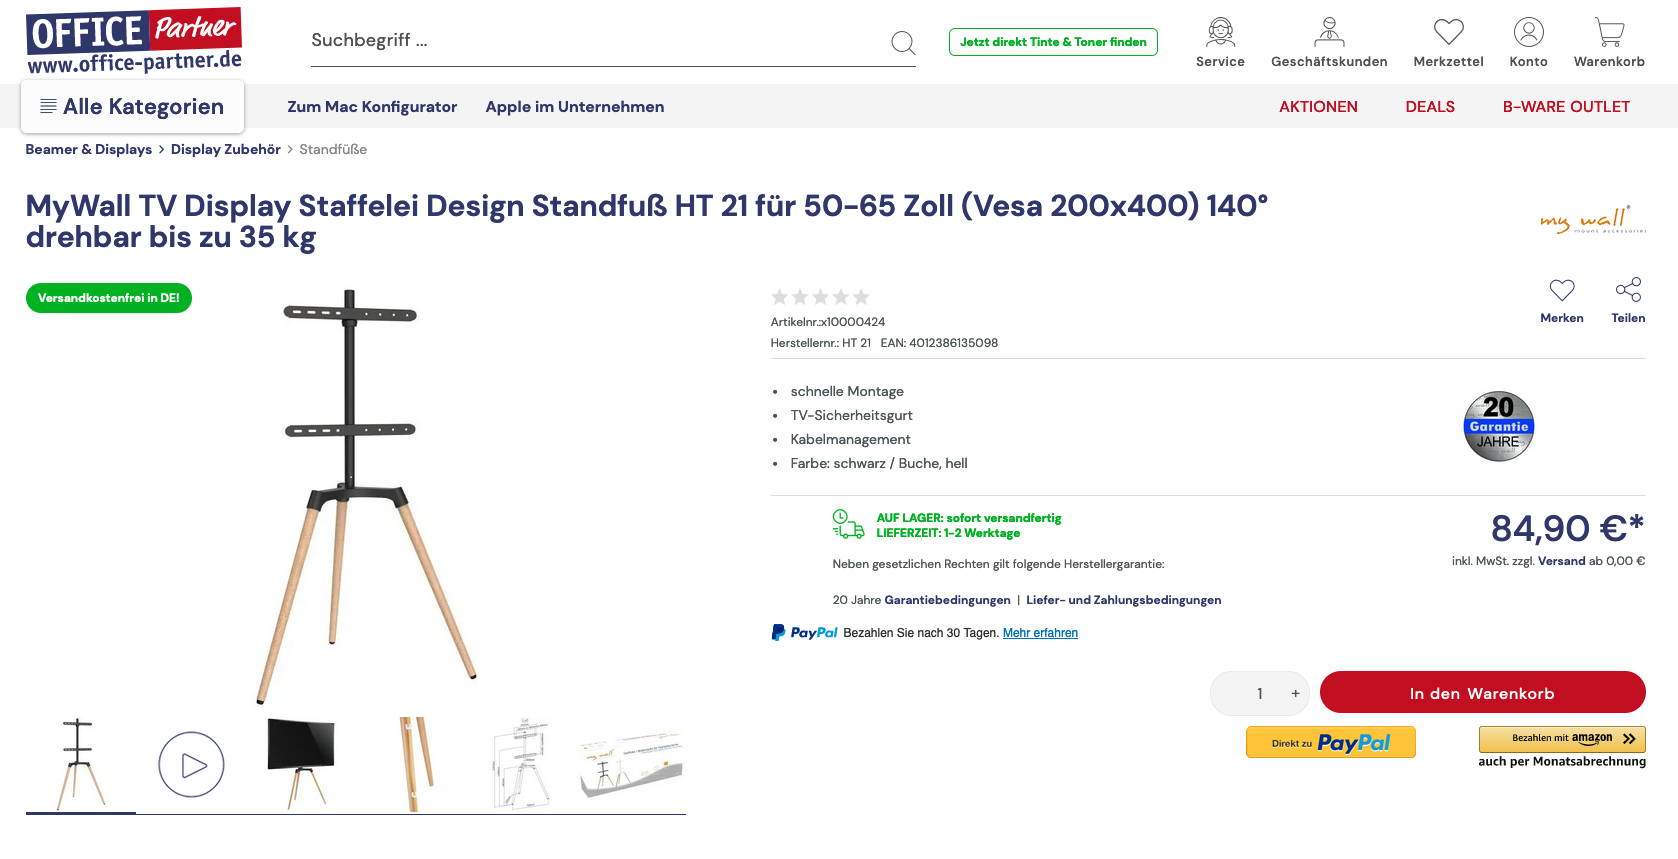 OFFICE Partner
www.office-partner.de
Suchbegriff ...
Jetzt direkt Tinte & Toner finden
Service
Geschäftskunden
Merkzettel
Konto
Warenkorb
Alle Kategorien
Zum Mac Konfigurator
Apple im Unternehmen
AKTIONEN
DEALS
B-WARE OUTLET
Beamer & Displays > Display Zubehör > Standfüße
MyWall TV Display Staffelei Design Standfuß HT 21 für 50-65 Zoll (Vesa 200x400) 140°
drehbar bis zu 35 kg
my wall®
mount accessories
Versandkostenfrei in DE!
Artikelnr.:x10000424
Herstellernr.: HT 21 EAN: 4012386135098
Merken
Teilen
• schnelle Montage
• TV-Sicherheitsgurt
• Kabelmanagement
• Farbe: schwarz / Buche, hell
20
Garantie
JAHRE
AUF LAGER: sofort versandfertig
LIEFERZEIT: 1-2 Werktage
84,90 €*
inkl. MwSt. zzgl. Versand ab 0,00 €
Neben gesetzlichen Rechten gilt folgende Herstellergarantie:
20 Jahre Garantiebedingungen | Liefer- und Zahlungsbedingungen
PayPal Bezahlen Sie nach 30 Tagen. Mehr erfahren
1 +
In den Warenkorb
Direkt zu PayPal
Bezahlen mit amazon
auch per Monatsabrechnung
my wall